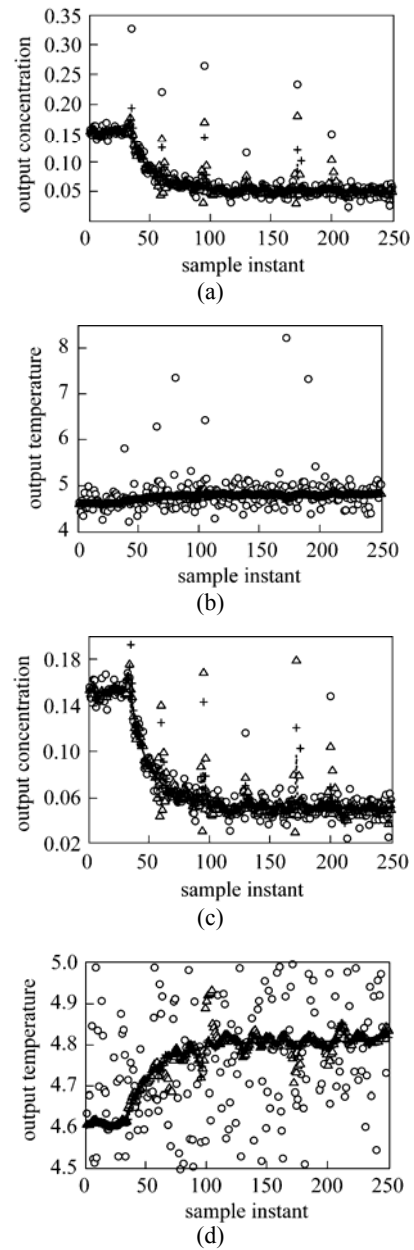 0.35
0.30
0.25
0.20
0.15
0.10
0.05
output concentration
0 50 100 150 200 250
sample instant
(a)
8
7
6
5
4
output temperature
0 50 100 150 200 250
sample instant
(b)
0.18
0.14
0.10
0.06
0.02
output concentration
0 50 100 150 200 250
sample instant
(c)
5.0
4.9
4.8
4.7
4.6
4.5
output temperature
0 50 100 150 200 250
sample instant
(d)